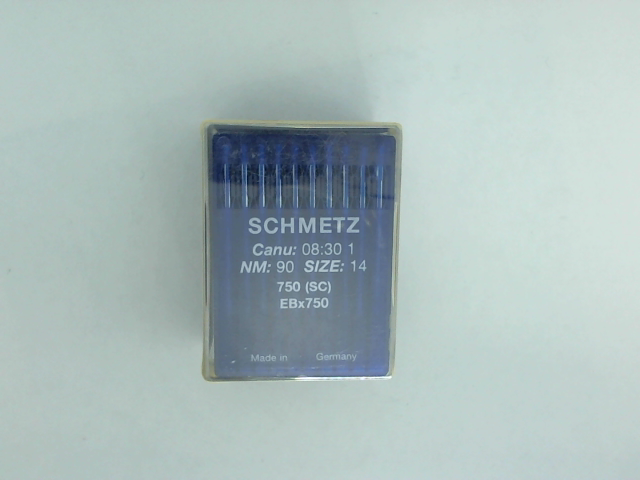 SCHMETZ
Canu: 08:30 1
NM: 90 SIZE: 14
750 (SC)
EBx750
Made in Germany